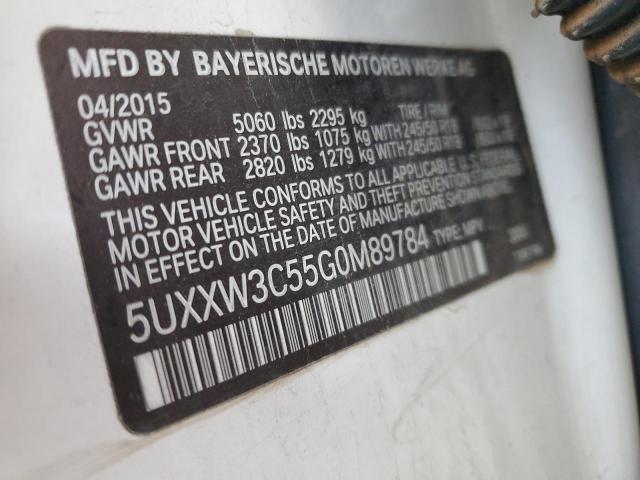 MFD BY BAYERISCHE MOTOREN WERKE AG
04/2015
GVWR 5060 lbs 2295 kg TIRE / RIM
GAWR FRONT 2370 lbs 1075 kg WITH 245/50 R18
GAWR REAR 2820 lbs 1279 kg WITH 245/50 R18
THIS VEHICLE CONFORMS TO ALL APPLICABLE U.S. FEDERAL
MOTOR VEHICLE SAFETY AND THEFT PREVENTION STANDARDS
IN EFFECT ON THE DATE OF MANUFACTURE SHOWN ABOVE.
5UXXW3C55G0M89784 TYPE: MPV